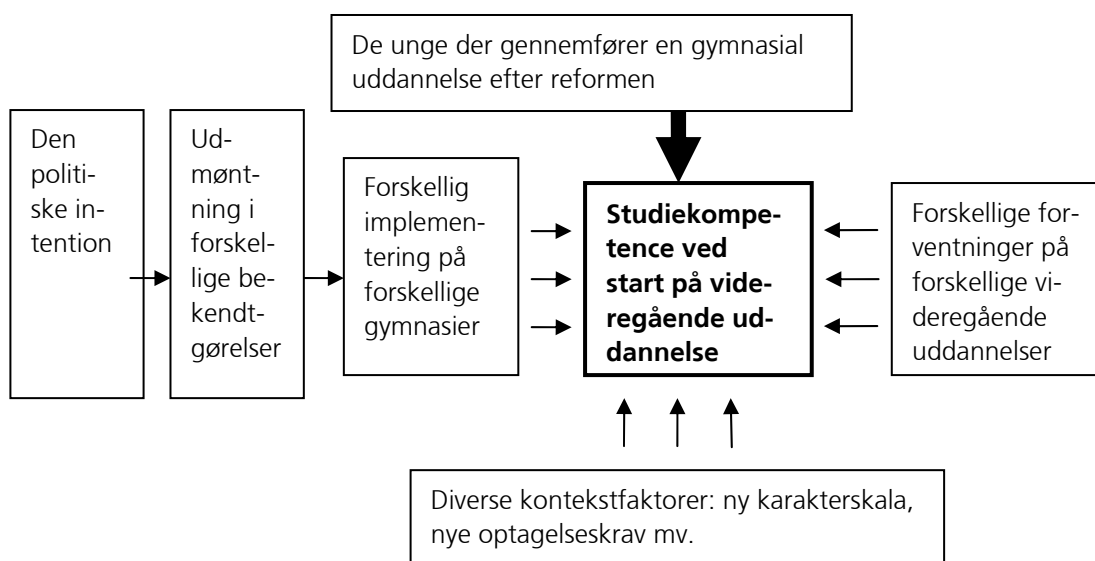 De unge der gennemfører en gymnasial
uddannelse efter reformen
Den
politi-
ske in-
tention
Ud-
mønt-
ning i
forskel-
lige be-
kendt-
gørelser
Forskellig
implemen-
tering på
forskellige
gymnasier
Studiekompe-
tence ved
start på vide-
regående ud-
dannelse
Forskellige for-
ventninger på
forskellige vi-
deregående
uddannelser
Diverse kontekstfaktorer: ny karakterskala,
nye optagelseskrav mv.